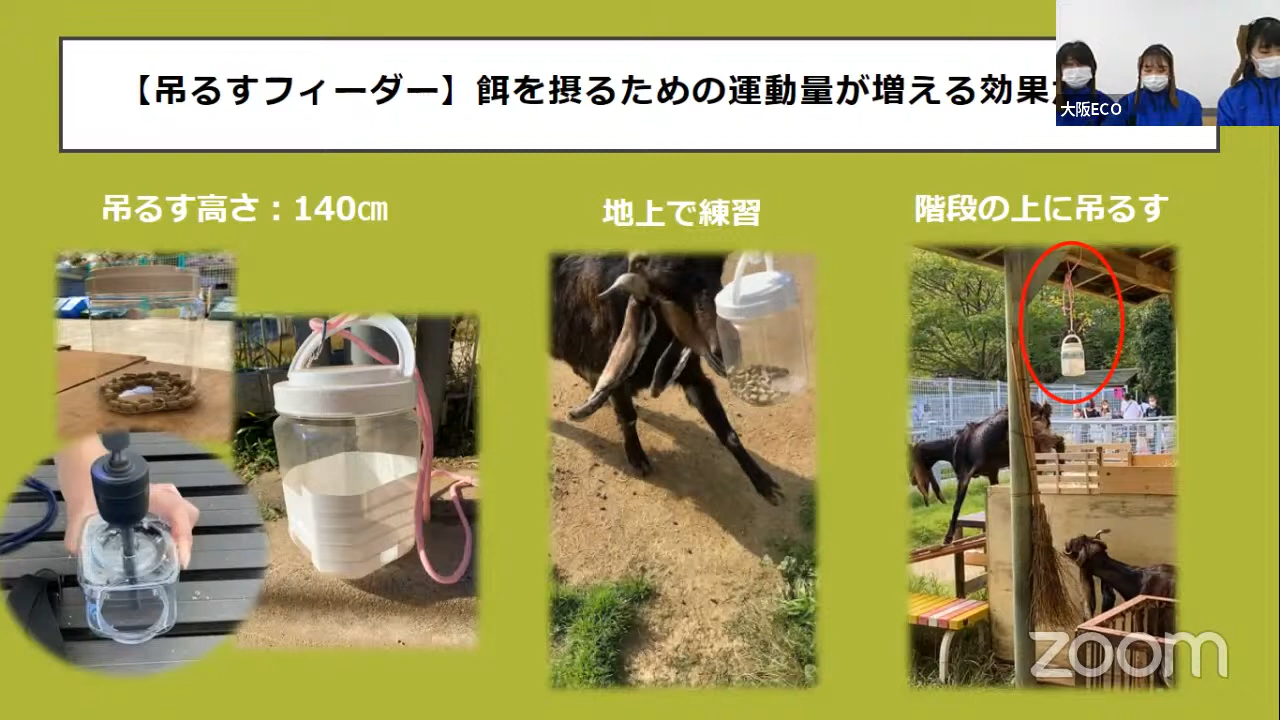 【吊るすフィーダー】餌を摂るための運動量が増える効果
大阪ECO
吊るす高さ：140㎝
地上で練習
階段の上に吊るす
zoom